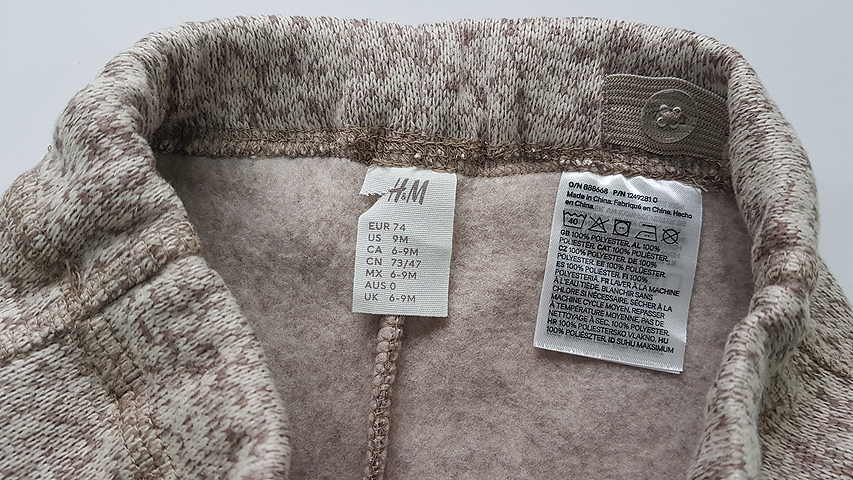 H&M
EUR 74
US 9M
CA 6-9M
CN 73/47
MX 6-9M
AUS 0
UK 6-9M
O/N 888668 P/N 1249281 0
Made in China. Fabriqué en Chine. Hecho
en China.
40
GB 100% POLYESTER. AL 100%
POLIESTER. CAT 100% POLIÈSTER.
CZ 100% POLYESTER. DE 100%
POLYESTER. EE 100% POLÜESTER.
ES 100% POLIÉSTER. FI 100%
POLYESTERIA. FR LAVER À LA MACHINE
À L'EAU TIÈDE. BLANCHIR SANS
CHLORE SI NÉCESSAIRE. SÉCHER À LA
MACHINE CYCLE MOYEN. REPASSER
À TEMPÉRATURE MOYENNE. PAS DE
NETTOYAGE À SEC. 100% POLYESTER.
HR 100% POLIESTERSKO VLAKNO. HU
100% POLIÉSZTER. ID SUHU MAKSIMUM